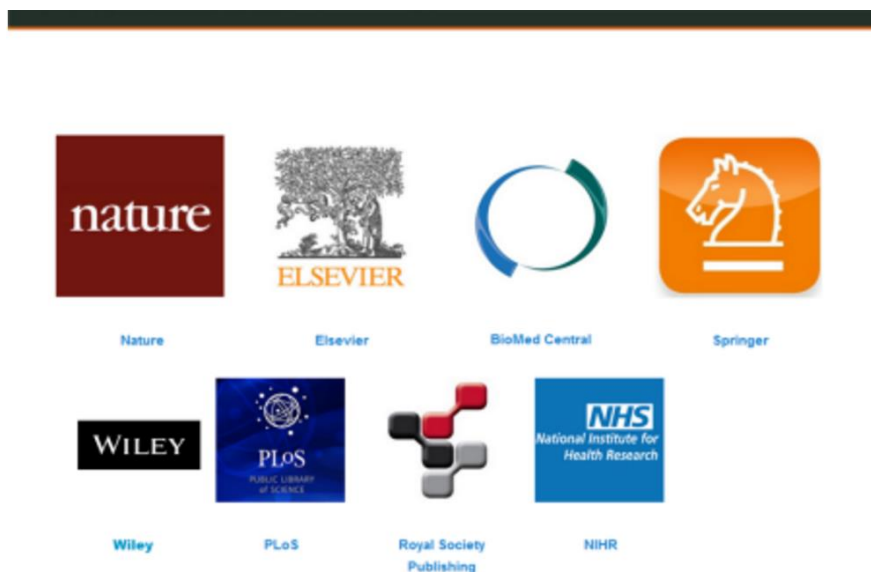 nature
ELSEVIER
Nature
Elsevier
BioMed Central
Springer
WILEY
PLoS
PUBLIC LIBRARY
of SCIENCE
NHS
National Institute for
Health Research
Wiley
PLoS
Royal Society
Publishing
NIHR